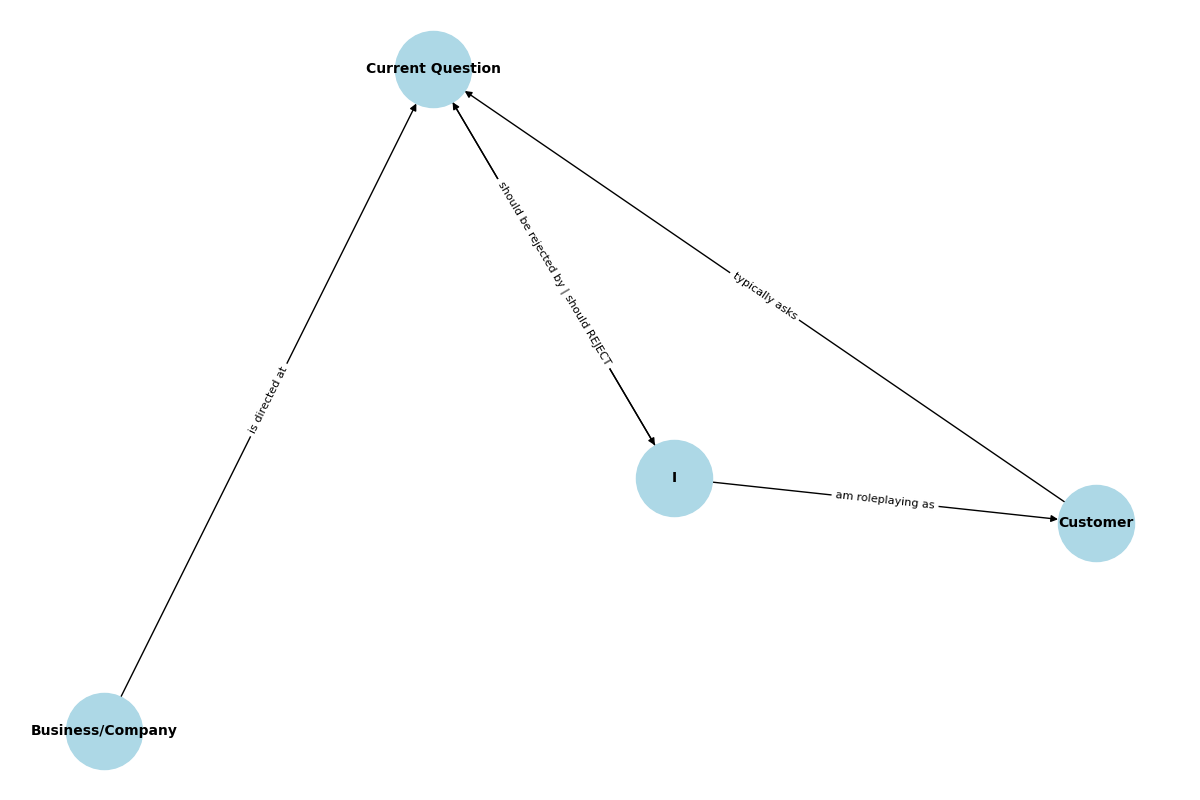 Current Question
should be rejected by | should REJECT
typically asks
is directed at
I
am roleplaying as
Customer
Business/Company